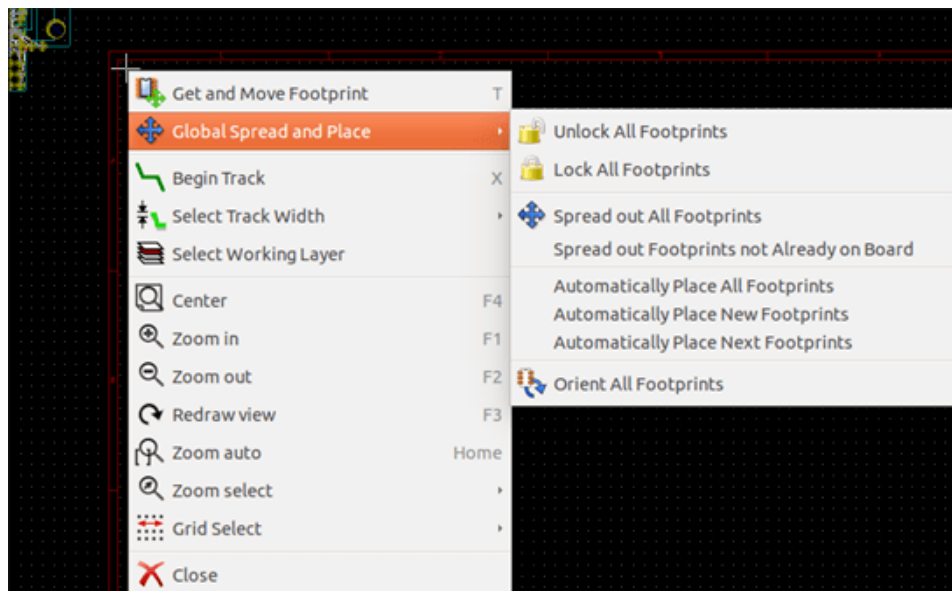 Get and Move Footprint T
Global Spread and Place
Begin Track X
Select Track Width
Select Working Layer
Center F4
Zoom in F1
Zoom out F2
Redraw view F3
Zoom auto Home
Zoom select
Grid Select
Close
Unlock All Footprints
Lock All Footprints
Spread out All Footprints
Spread out Footprints not Already on Board
Automatically Place All Footprints
Automatically Place New Footprints
Automatically Place Next Footprints
Orient All Footprints